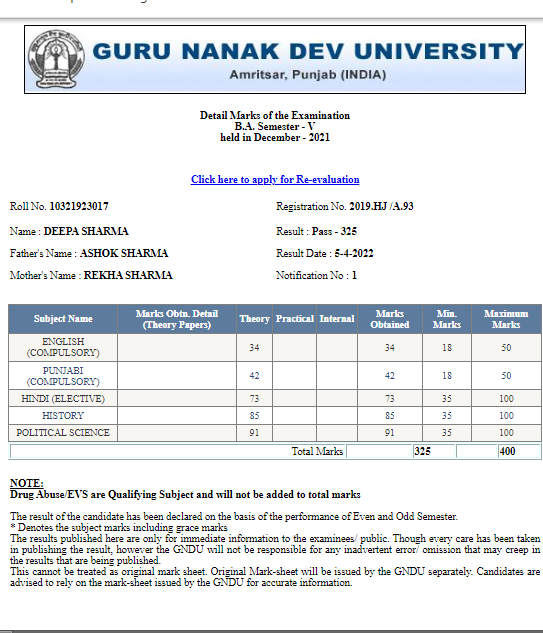 GURU NANAK DEV UNIVERSITY
Amritsar, Punjab (INDIA)
Detail Marks of the Examination
B.A. Semester - V
held in December - 2021
Click here to apply for Re-evaluation
Roll No. 10321923017 Registration No. 2019.HJ /A.93
Name : DEEPA SHARMA Result : Pass - 325
Father's Name : ASHOK SHARMA Result Date : 5-4-2022
Mother's Name : REKHA SHARMA Notification No : 1
Subject Name Marks Obtn. Detail (Theory Papers) Theory Practical Internal Marks Obtained Min. Marks Maximum Marks
ENGLISH (COMPULSORY) 34 34 18 50
PUNJABI (COMPULSORY) 42 42 18 50
HINDI (ELECTIVE) 73 73 35 100
HISTORY 85 85 35 100
POLITICAL SCIENCE 91 91 35 100
Total Marks 325 400
NOTE:
Drug Abuse/EVS are Qualifying Subject and will not be added to total marks
The result of the candidate has been declared on the basis of the performance of Even and Odd Semester.
* Denotes the subject marks including grace marks
The results published here are only for immediate information to the examinees/ public. Though every care has been taken
in publishing the result, however the GNDU will not be responsible for any inadvertent error/ omission that may creep in
the results that are being published.
This cannot be treated as original mark sheet. Original Mark-sheet will be issued by the GNDU separately. Candidates are
advised to rely on the mark-sheet issued by the GNDU for accurate information.